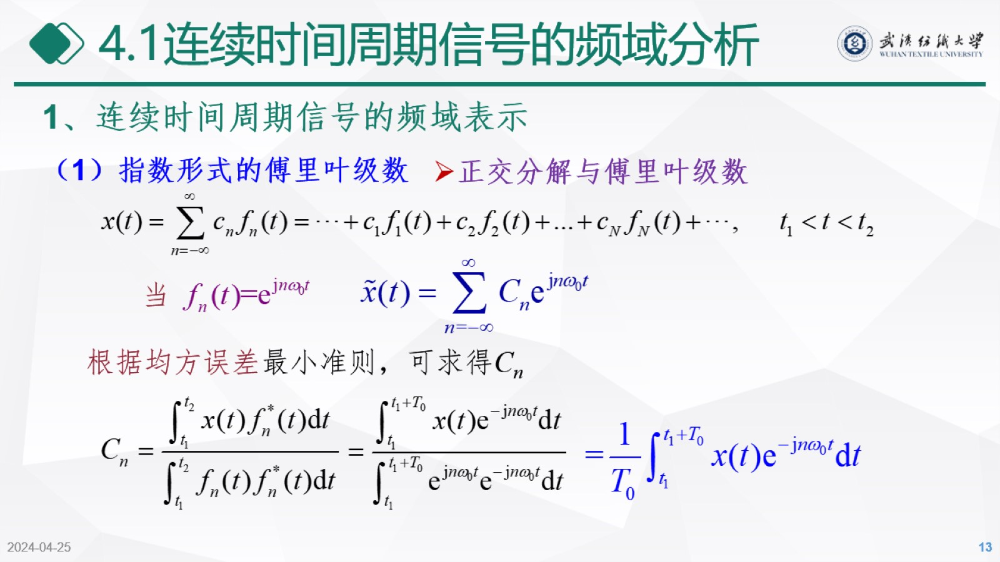 4.1连续时间周期信号的频域分析
武汉纺织大学
WUHAN TEXTILE UNIVERSITY
1、连续时间周期信号的频域表示
（1）指数形式的傅里叶级数 ➢正交分解与傅里叶级数
$x(t)=\sum_{n=-\infty}^{\infty} c_n f_n(t)=\cdots+c_1 f_1(t)+c_2 f_2(t)+...+c_N f_N(t)+\cdots, \quad t_1<t<t_2$
当 $f_n(t)=\mathrm{e}^{\mathrm{j}n\omega_0 t}$ $\tilde{x}(t)=\sum_{n=-\infty}^{\infty} C_n \mathrm{e}^{\mathrm{j}n\omega_0 t}$
根据均方误差最小准则，可求得$C_n$
$C_n=\frac{\int_{t_1}^{t_2} x(t) f_n^*(t)\mathrm{d}t}{\int_{t_1}^{t_2} f_n(t) f_n^*(t)\mathrm{d}t}=\frac{\int_{t_1}^{t_1+T_0} x(t)\mathrm{e}^{-\mathrm{j}n\omega_0 t}\mathrm{d}t}{\int_{t_1}^{t_1+T_0} \mathrm{e}^{\mathrm{j}n\omega_0 t}\mathrm{e}^{-\mathrm{j}n\omega_0 t}\mathrm{d}t}=\frac{1}{T_0}\int_{t_1}^{t_1+T_0} x(t)\mathrm{e}^{-\mathrm{j}n\omega_0 t}\mathrm{d}t$
2024-04-25
13